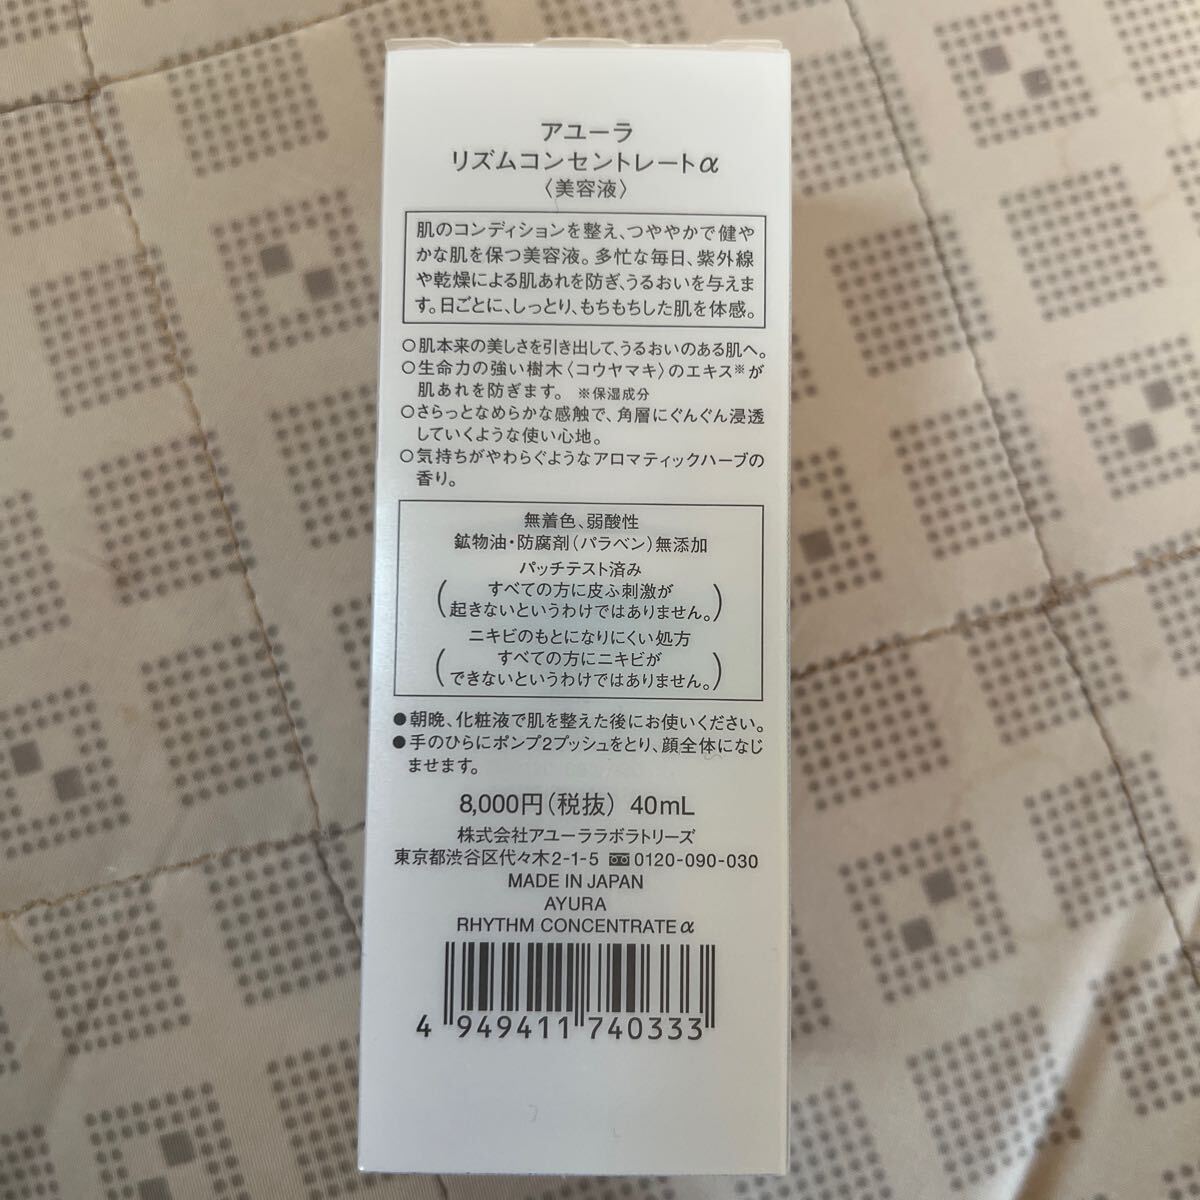 アユーラ
リズムコンセントレートα
〈美容液〉
肌のコンディションを整え、つややかで健や
かな肌を保つ美容液。多忙な毎日、紫外線
や乾燥による肌あれを防ぎ、うるおいを与えま
す。日ごとに、しっとり、もちもちした肌を体感。
○肌本来の美しさを引き出して、うるおいのある肌へ。
○生命力の強い樹木〈コウヤマキ〉のエキス※が
肌あれを防ぎます。 ※保湿成分
○さらっとなめらかな感触で、角層にぐんぐん浸透
していくような使い心地。
○気持ちがやわらぐようなアロマティックハーブの
香り。
無着色、弱酸性
鉱物油・防腐剤(パラベン)無添加
パッチテスト済み
(すべての方に皮ふ刺激が
起きないというわけではありません。)
ニキビのもとになりにくい処方
(すべての方にニキビが
できないというわけではありません。)
●朝晩、化粧液で肌を整えた後にお使いください。
●手のひらにポンプ2プッシュをとり、顔全体になじ
ませます。
8,000円(税抜) 40mL
株式会社アユーララボラトリーズ
東京都渋谷区代々木2-1-5 0120-090-030
MADE IN JAPAN
AYURA
RHYTHM CONCENTRATE α
4 949411 740333